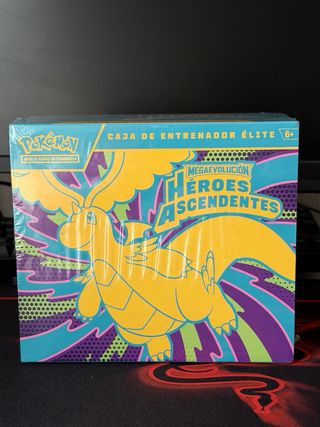 POKÉMON
JUEGO DE CARTAS COLECCIONABLES
CAJA DE ENTRENADOR ÉLITE
6+
MEGAEVOLUCIÓN
HÉROES
ASCENDENTES